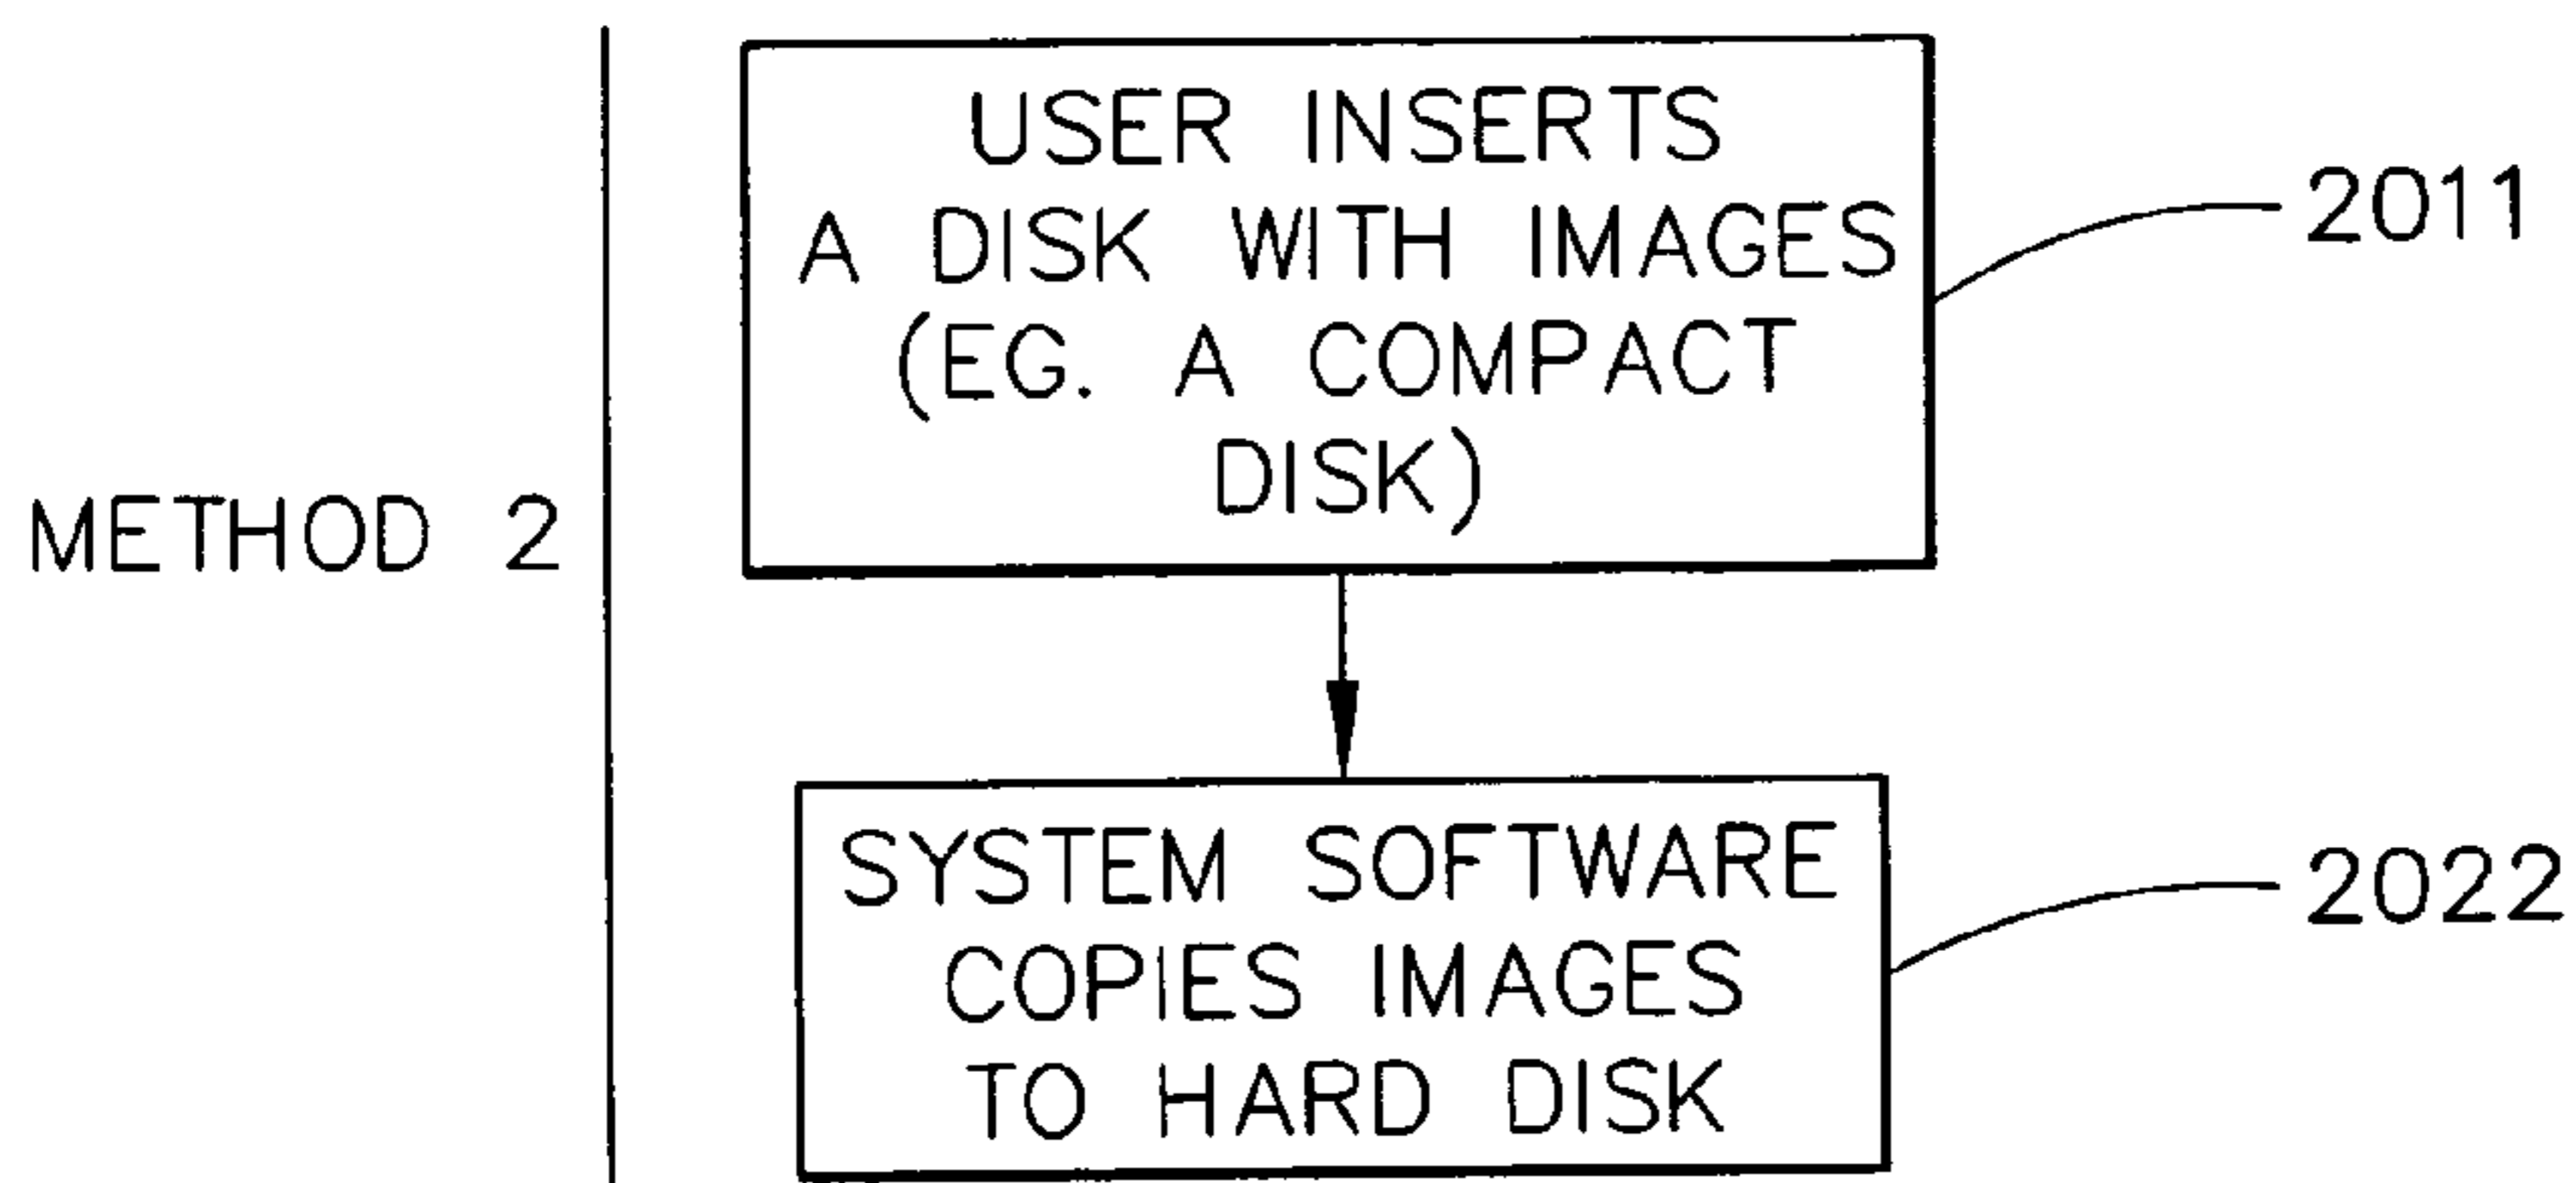 USER INSERTS
A DISK WITH IMAGES
(EG. A COMPACT
DISK)
2011
METHOD 2
SYSTEM SOFTWARE
COPIES IMAGES
TO HARD DISK
2022